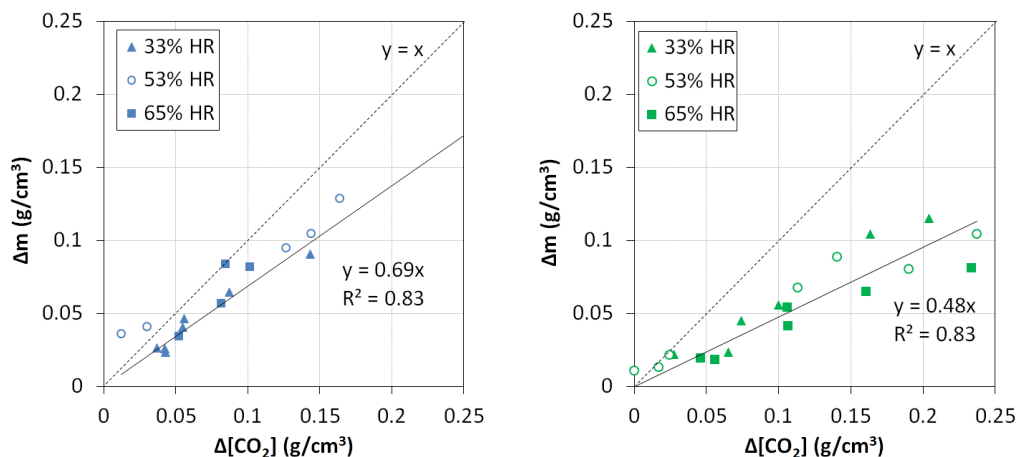 0.25
0.2
0.15
0.1
0.05
0
Δm (g/cm³)
33% HR
53% HR
65% HR
y = x
y = 0.69x
R² = 0.83
0
0.05
0.1
0.15
0.2
0.25
Δ[CO₂] (g/cm³)
0.25
0.2
0.15
0.1
0.05
0
Δm (g/cm³)
33% HR
53% HR
65% HR
y = x
y = 0.48x
R² = 0.83
0
0.05
0.1
0.15
0.2
0.25
Δ[CO₂] (g/cm³)